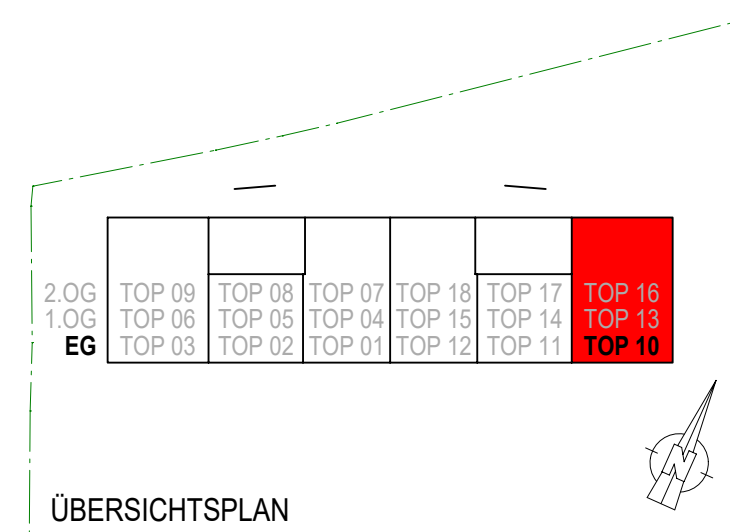 2.OG TOP 09 TOP 08 TOP 07 TOP 18 TOP 17 TOP 16
1.OG TOP 06 TOP 05 TOP 04 TOP 15 TOP 14 TOP 13
EG TOP 03 TOP 02 TOP 01 TOP 12 TOP 11 TOP 10
N
ÜBERSICHTSPLAN